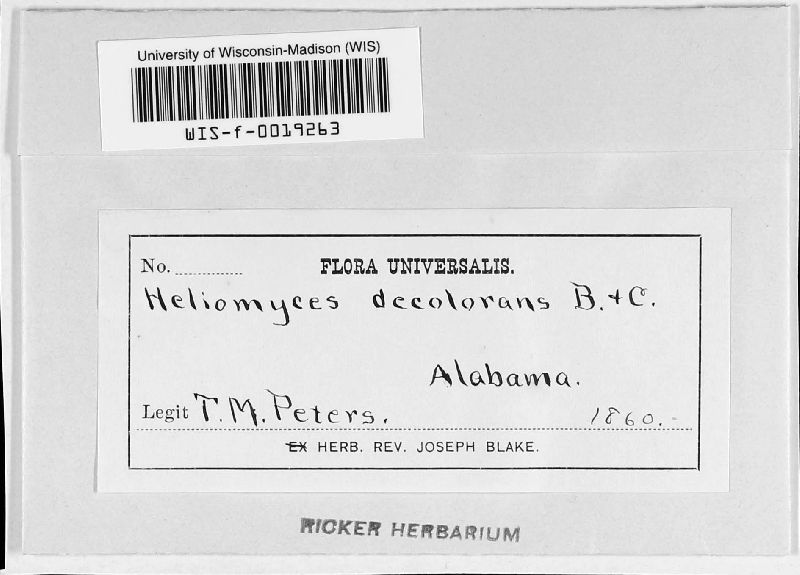 University of Wisconsin-Madison (WIS)
WIS-f-0019263
No. FLORA UNIVERSALIS.
Heliomyces decolorans B. + C.
Alabama.
Legit T. M. Peters. 1860.-
EX HERB. REV. JOSEPH BLAKE.
RICKER HERBARIUM